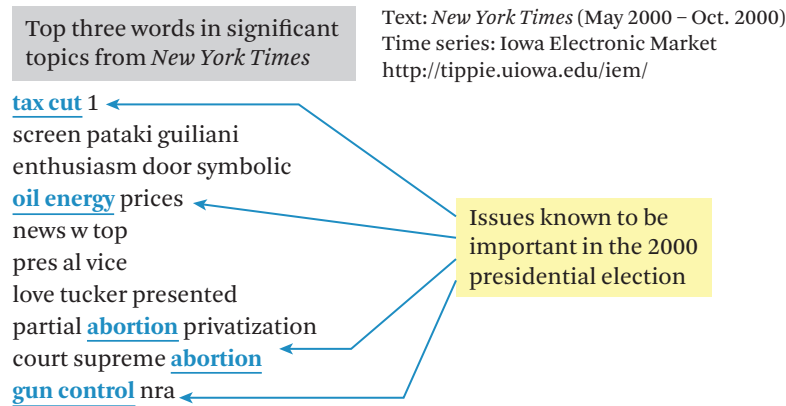 Top three words in significant
topics from New York Times
Text: New York Times (May 2000 – Oct. 2000)
Time series: Iowa Electronic Market
http://tippie.uiowa.edu/iem/
tax cut 1
screen pataki guiliani
enthusiasm door symbolic
oil energy prices
news w top
pres al vice
love tucker presented
partial abortion privatization
court supreme abortion
gun control nra
Issues known to be
important in the 2000
presidential election